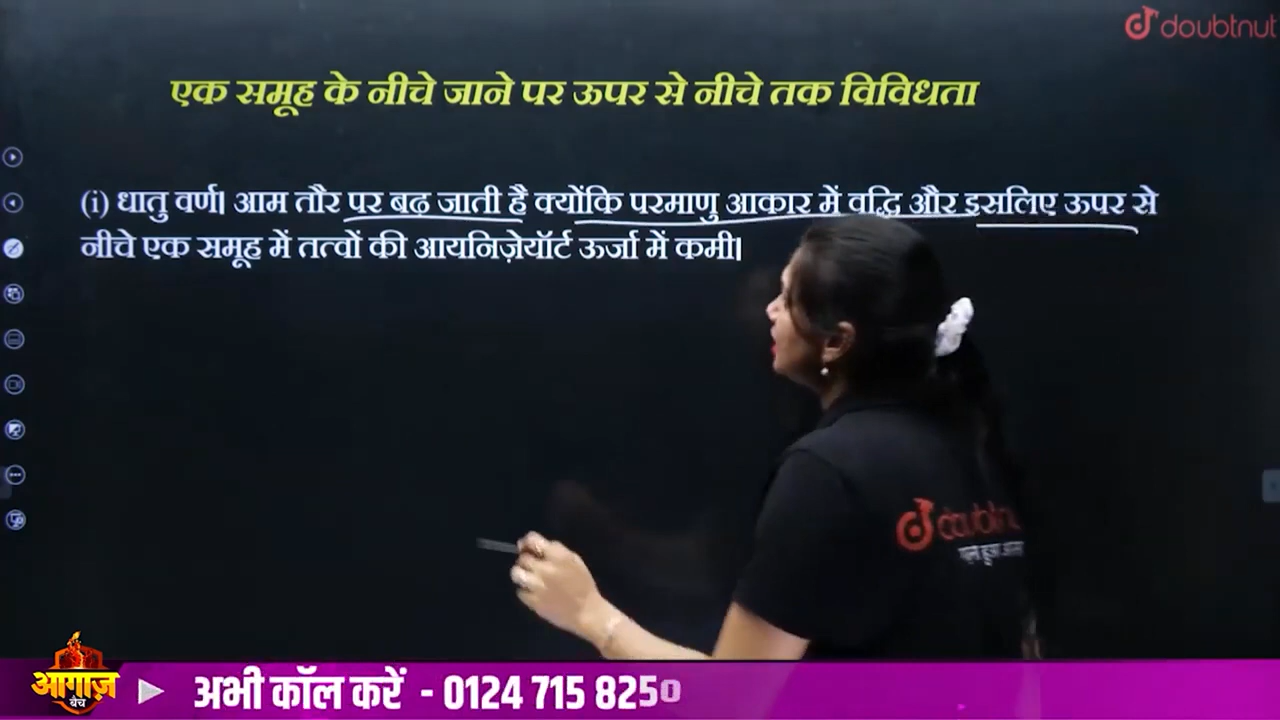 doubtnut
एक समूह के नीचे जाने पर ऊपर से नीचे तक विविधता
(i) धातु वर्ण। आम तौर पर बढ़ जाती है क्योंकि परमाणु आकार में वृद्धि और इसलिए ऊपर से
नीचे एक समूह में तत्वों की आयनिज़ेयॉर्ट ऊर्जा में कमी।
doubtnu
आगाज़
बैच
अभी कॉल करें - 0124 715 8250